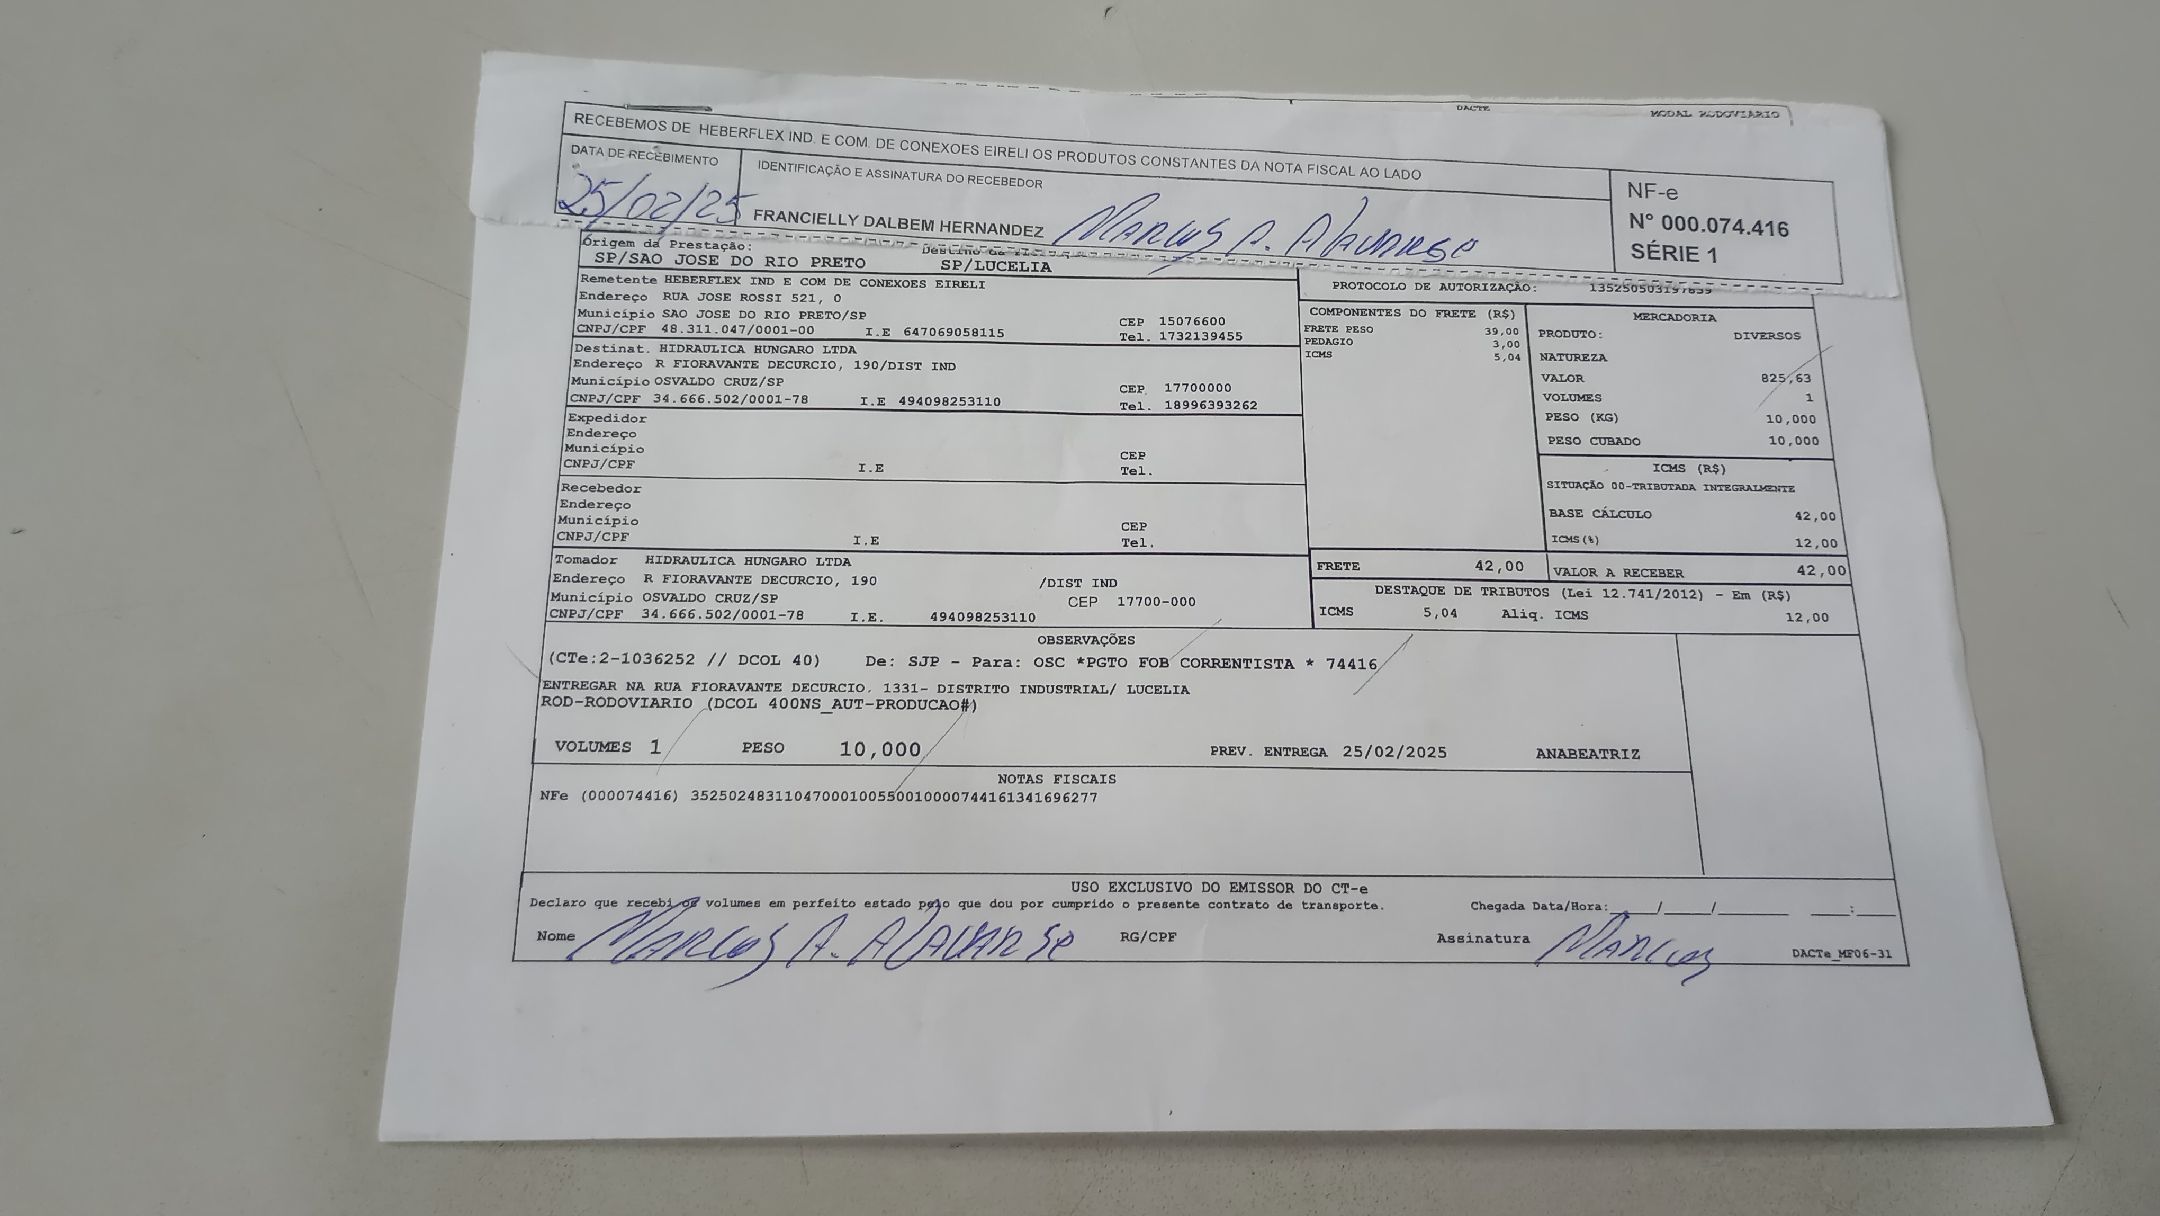 DACTE MODAL RODOVIARIO
RECEBEMOS DE HEBERFLEX IND. E COM. DE CONEXOES EIRELI OS PRODUTOS CONSTANTES DA NOTA FISCAL AO LADO
DATA DE RECEBIMENTO
IDENTIFICAÇÃO E ASSINATURA DO RECEBEDOR
25/02/25
FRANCIELLY DALBEM HERNANDEZ
MARCOS A. Alavarse
NF-e
N° 000.074.416
SÉRIE 1
Origem da Prestação:
SP/SAO JOSE DO RIO PRETO
SP/LUCELIA
Remetente HEBERFLEX IND E COM DE CONEXOES EIRELI
Endereço RUA JOSE ROSSI 521, 0
Município SAO JOSE DO RIO PRETO/SP CEP 15076600
CNPJ/CPF 48.311.047/0001-00 I.E 647069058115 Tel. 1732139455
Destinat. HIDRAULICA HUNGARO LTDA
Endereço R FIORAVANTE DECURCIO, 190/DIST IND
Município OSVALDO CRUZ/SP CEP 17700000
CNPJ/CPF 34.666.502/0001-78 I.E 494098253110 Tel. 18996393262
Expedidor
Endereço
Município CEP
CNPJ/CPF I.E Tel.
Recebedor
Endereço
Município CEP
CNPJ/CPF I.E Tel.
Tomador HIDRAULICA HUNGARO LTDA
Endereço R FIORAVANTE DECURCIO, 190 /DIST IND
Município OSVALDO CRUZ/SP CEP 17700-000
CNPJ/CPF 34.666.502/0001-78 I.E. 494098253110
PROTOCOLO DE AUTORIZAÇÃO:
COMPONENTES DO FRETE (R$)
FRETE PESO 39,00
PEDAGIO 3,00
ICMS 5,04
MERCADORIA
PRODUTO: DIVERSOS
NATUREZA
VALOR 825,63
VOLUMES 1
PESO (KG) 10,000
PESO CUBADO 10,000
ICMS (R$)
SITUAÇÃO 00-TRIBUTADA INTEGRALMENTE
BASE CÁLCULO 42,00
ICMS(%) 12,00
FRETE 42,00
VALOR A RECEBER 42,00
DESTAQUE DE TRIBUTOS (Lei 12.741/2012) - Em (R$)
ICMS 5,04 Aliq. ICMS 12,00
OBSERVAÇÕES
(CTe:2-1036252 // DCOL 40) De: SJP - Para: OSC *PGTO FOB CORRENTISTA * 74416
ENTREGAR NA RUA FIORAVANTE DECURCIO. 1331- DISTRITO INDUSTRIAL/ LUCELIA
ROD-RODOVIARIO (DCOL 400NS_AUT-PRODUCAO#)
VOLUMES 1 PESO 10,000 PREV. ENTREGA 25/02/2025 ANABEATRIZ
NOTAS FISCAIS
NFe (000074416) 35250248311047000100550010000744161341696277
USO EXCLUSIVO DO EMISSOR DO CT-e
Declaro que recebi os volumes em perfeito estado pelo que dou por cumprido o presente contrato de transporte. Chegada Data/Hora:____/____/______ ____:____
Nome MARCOS A. Alavarse RG/CPF Assinatura MARCOS
DACTe_MF06-31